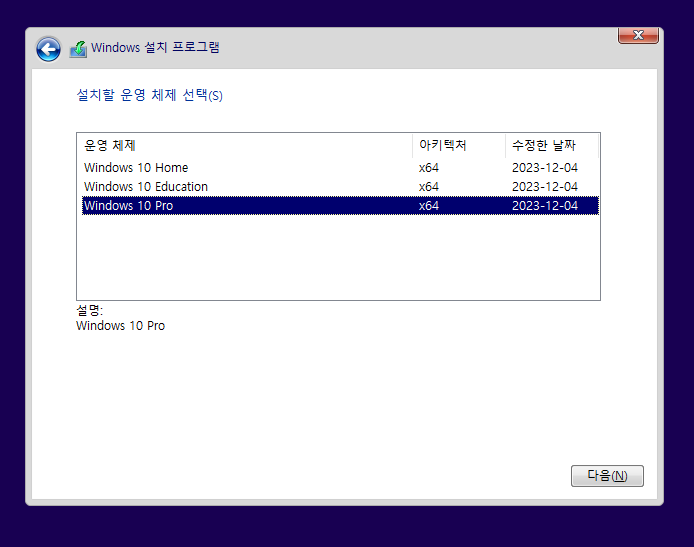 Windows 설치 프로그램
설치할 운영 체제 선택(S)
운영 체제 아키텍처 수정한 날짜
Windows 10 Home x64 2023-12-04
Windows 10 Education x64 2023-12-04
Windows 10 Pro x64 2023-12-04
설명:
Windows 10 Pro
다음(N)